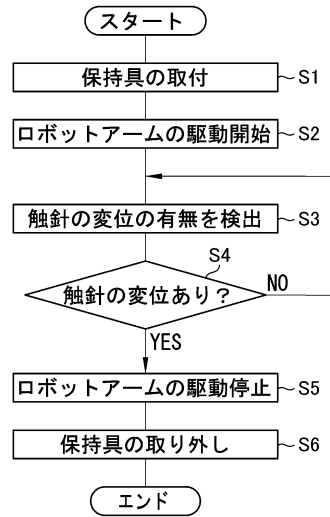 スタート
保持具の取付 S1
ロボットアームの駆動開始 S2
触針の変位の有無を検出 S3
S4
触針の変位あり？ NO
YES
ロボットアームの駆動停止 S5
保持具の取り外し S6
エンド